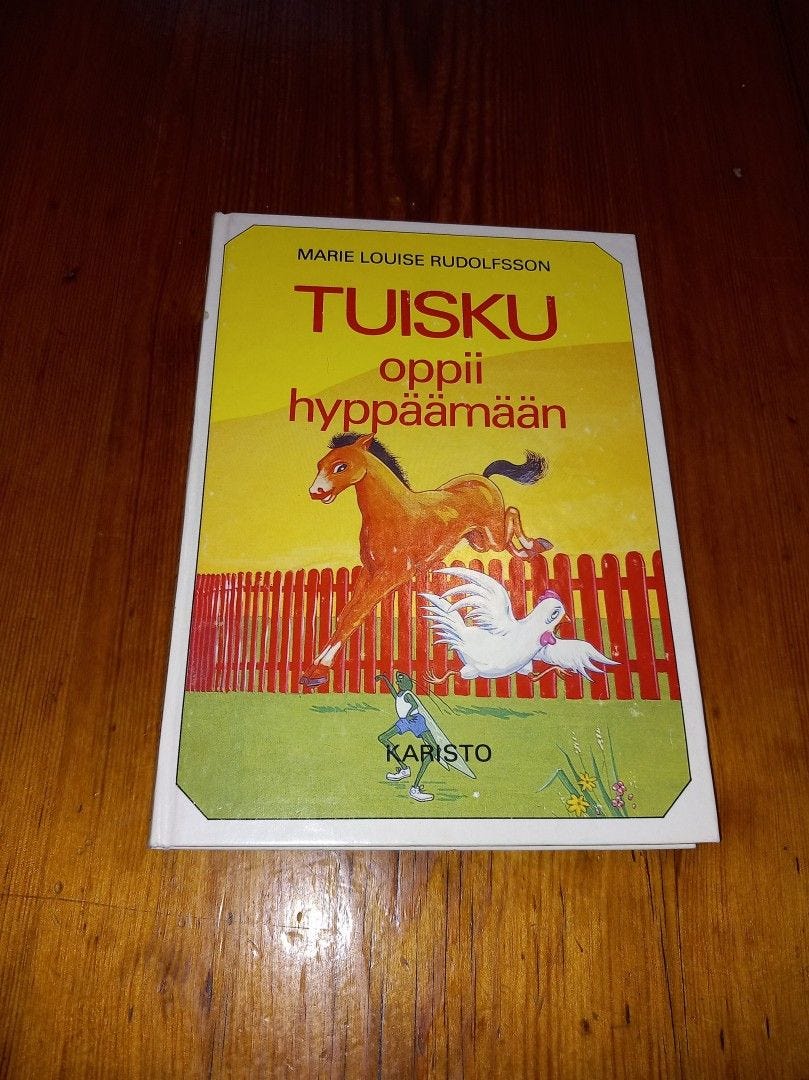 MARIE LOUISE RUDOLFSSON
TUISKU
oppii
hyppäämään
KARISTO